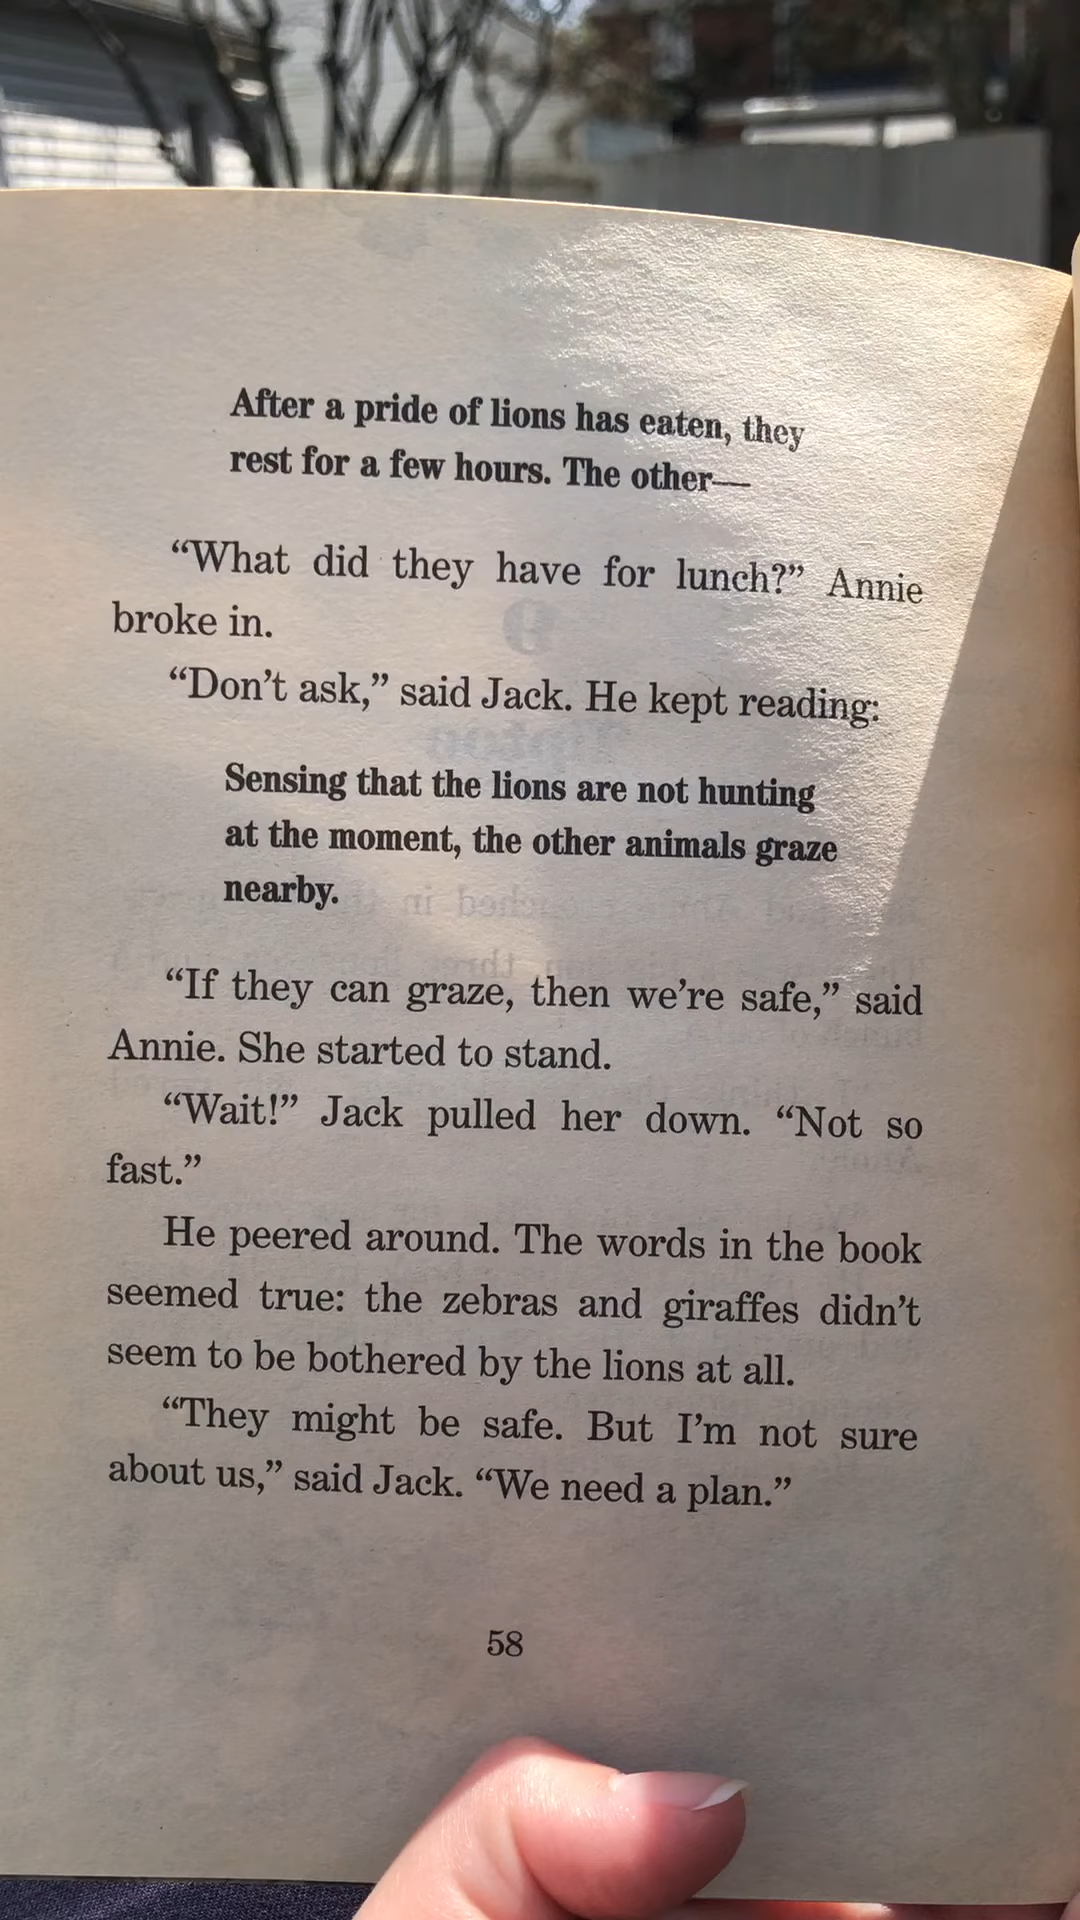 After a pride of lions has eaten, they
rest for a few hours. The other—
“What did they have for lunch?” Annie
broke in.
“Don’t ask,” said Jack. He kept reading:
Sensing that the lions are not hunting
at the moment, the other animals graze
nearby.
“If they can graze, then we’re safe,” said
Annie. She started to stand.
“Wait!” Jack pulled her down. “Not so
fast.”
He peered around. The words in the book
seemed true: the zebras and giraffes didn’t
seem to be bothered by the lions at all.
“They might be safe. But I’m not sure
about us,” said Jack. “We need a plan.”
58